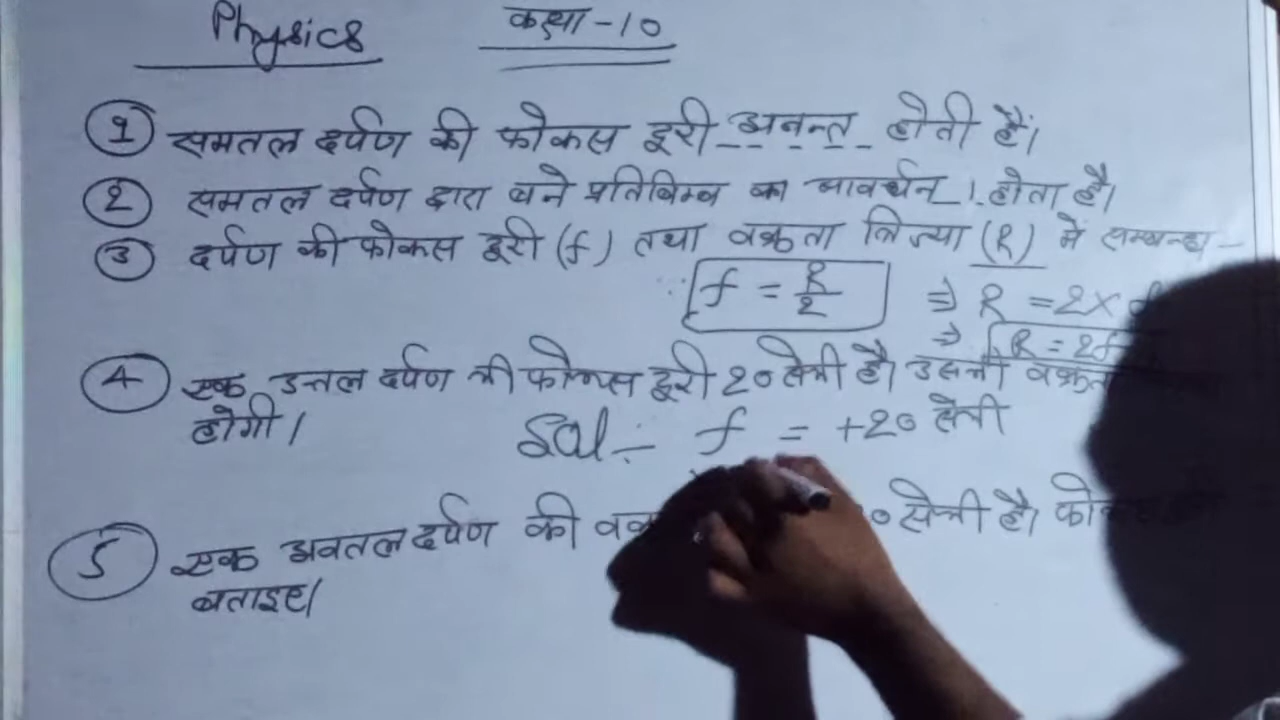 Physics कक्षा -10
① समतल दर्पण की फोकस दूरी अनन्त होती है।
② समतल दर्पण द्वारा बने प्रतिबिम्ब का आवर्धन 1 होता है।
③ दर्पण की फोकस दूरी (f) तथा वक्रता त्रिज्या (R) में सम्बन्ध -
f = R/2 ⇒ R = 2×
⇒ R = 2f
④ एक उत्तल दर्पण की फोकस दूरी 20 सेमी है। उसकी
होगी।
Sol:- f = +20 सेमी
5 एक अवतल दर्पण की सेमी है।
बताइए।